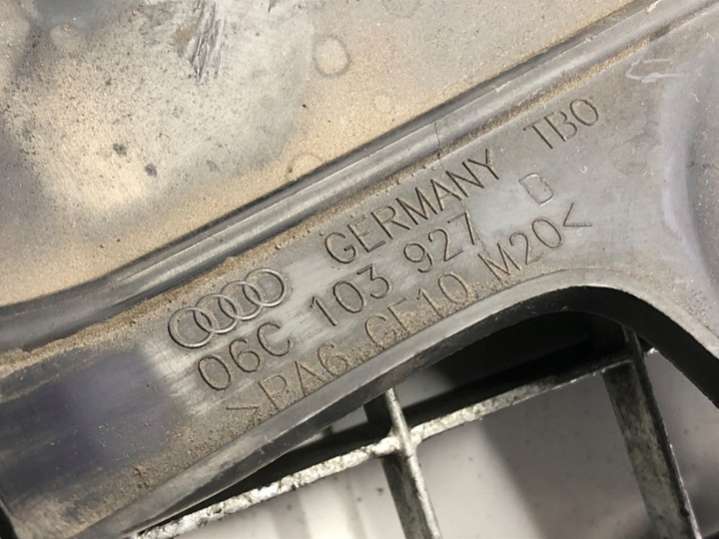 GERMANY TBO
06C 103 927 D
>PA6 GF10 M20<